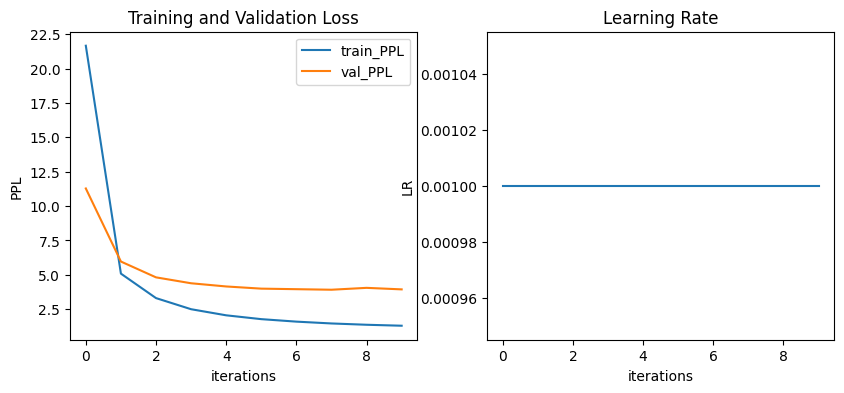 Training and Validation Loss
22.5
20.0
17.5
15.0
12.5
10.0
7.5
5.0
2.5
PPL
train_PPL
val_PPL
0 2 4 6 8
iterations
Learning Rate
0.00104
0.00102
0.00100
0.00098
0.00096
LR
0 2 4 6 8
iterations